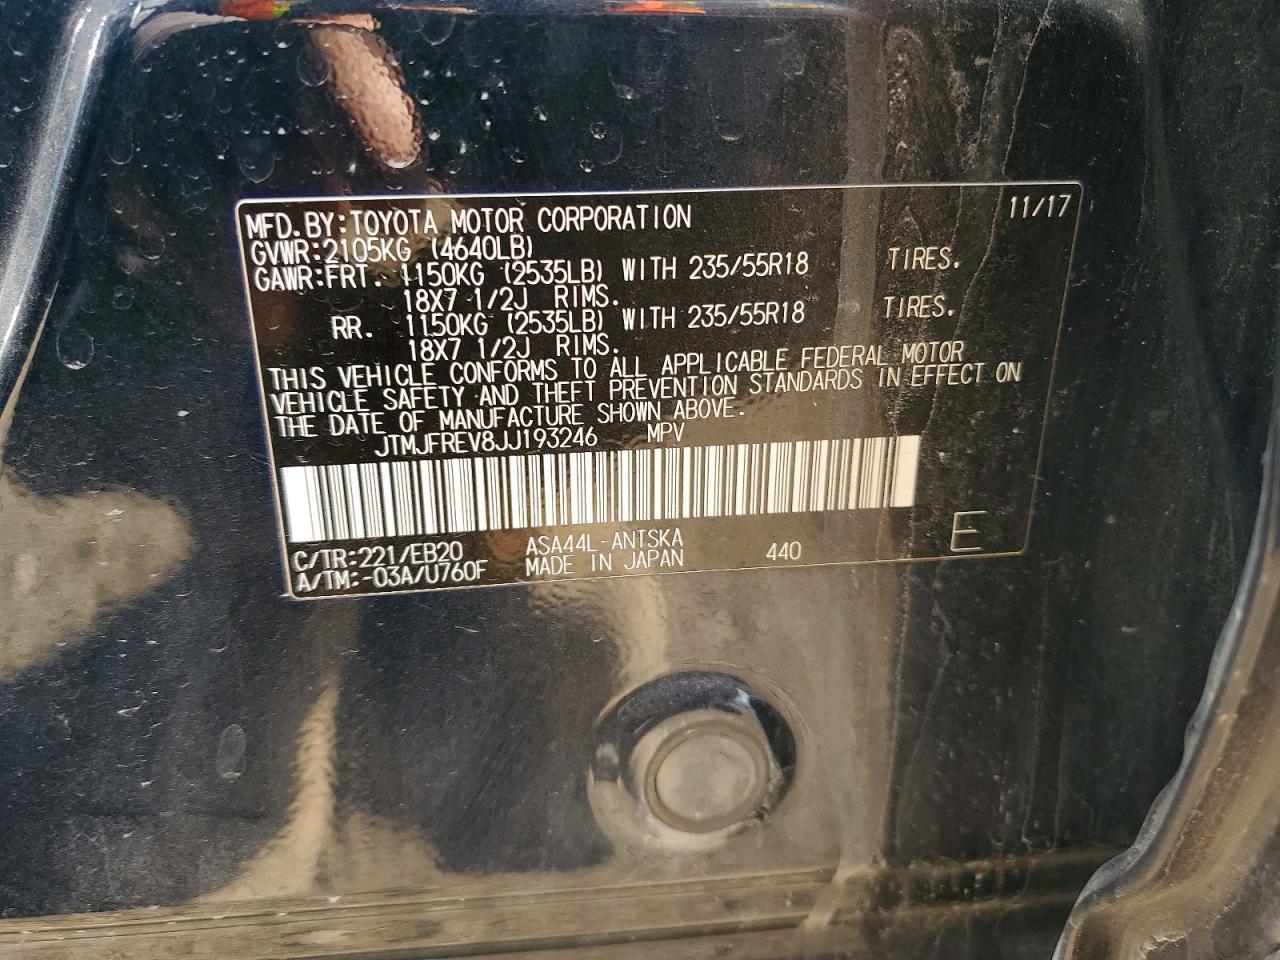 MFD.BY:TOYOTA MOTOR CORPORATION 11/17
GVWR:2105KG (4640LB)
GAWR:FRT. 1150KG (2535LB) WITH 235/55R18 TIRES.
18X7 1/2J RIMS.
RR. 1150KG (2535LB) WITH 235/55R18 TIRES.
18X7 1/2J RIMS.
THIS VEHICLE CONFORMS TO ALL APPLICABLE FEDERAL MOTOR
VEHICLE SAFETY AND THEFT PREVENTION STANDARDS IN EFFECT ON
THE DATE OF MANUFACTURE SHOWN ABOVE.
JTMJFREV8JJ193246 MPV
C/TR:221/EB20 ASA44L-ANTSKA 440 E
A/TM:-03A/U760F MADE IN JAPAN